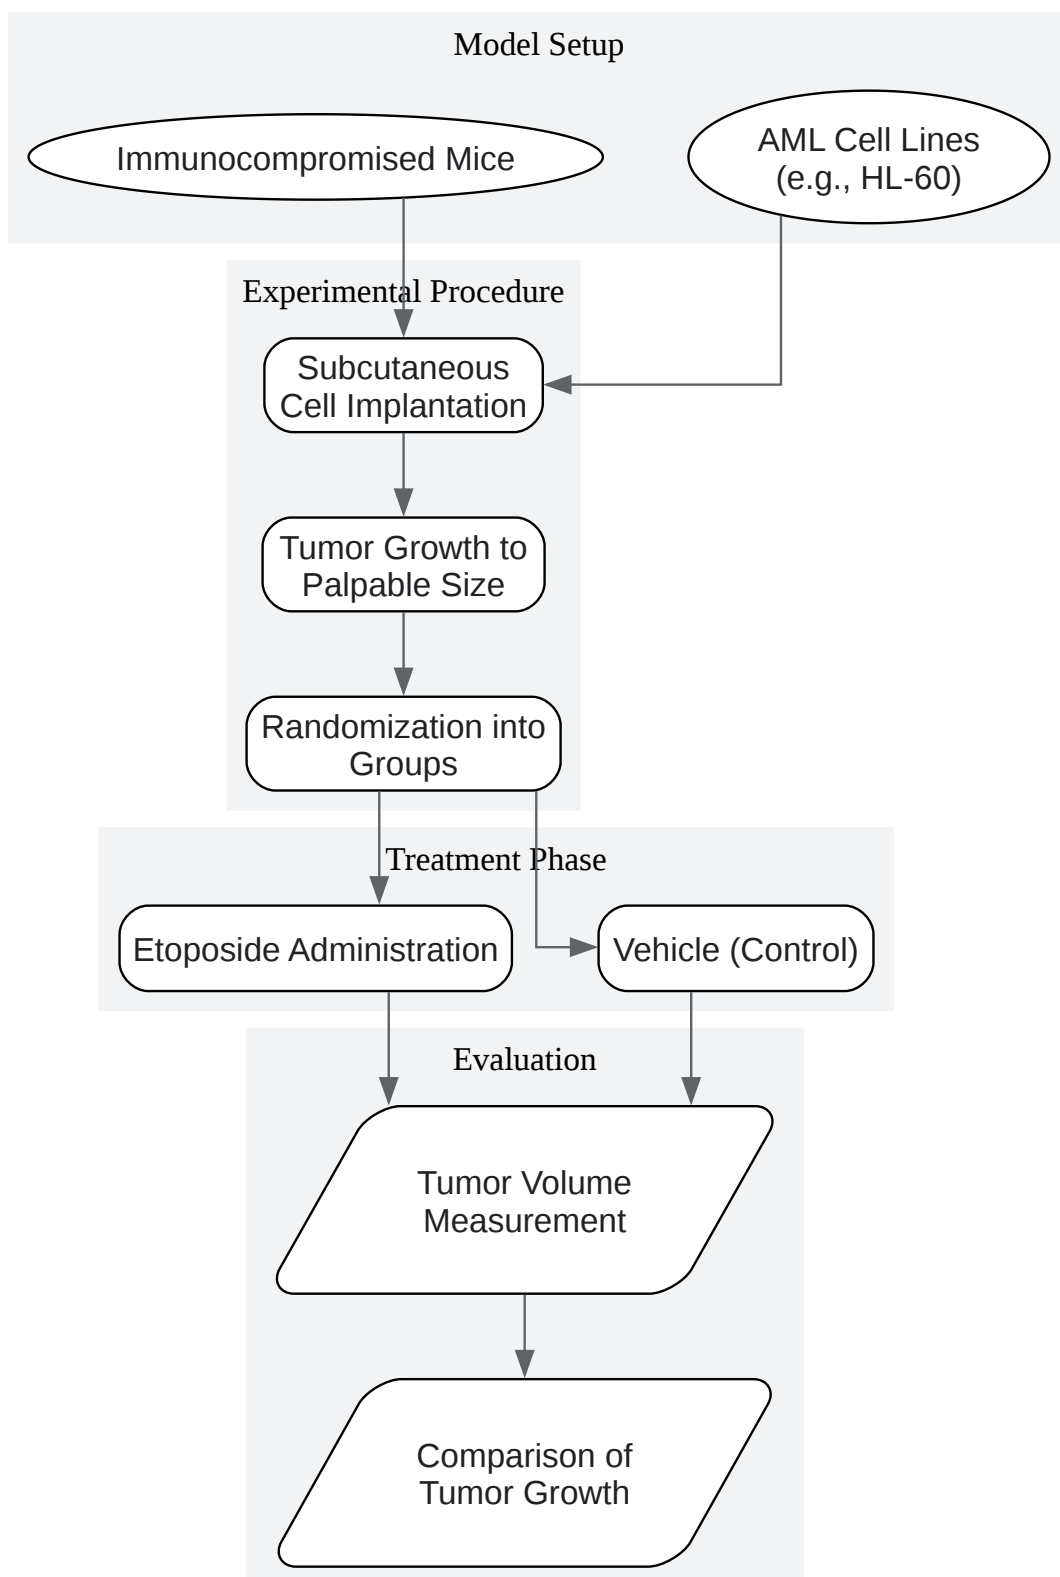 Model Setup
Immunocompromised Mice
AML Cell Lines
(e.g., HL-60)
Experimental Procedure
Subcutaneous
Cell Implantation
Tumor Growth to
Palpable Size
Randomization into
Groups
Treatment Phase
Etoposide Administration
Vehicle (Control)
Evaluation
Tumor Volume
Measurement
Comparison of
Tumor Growth